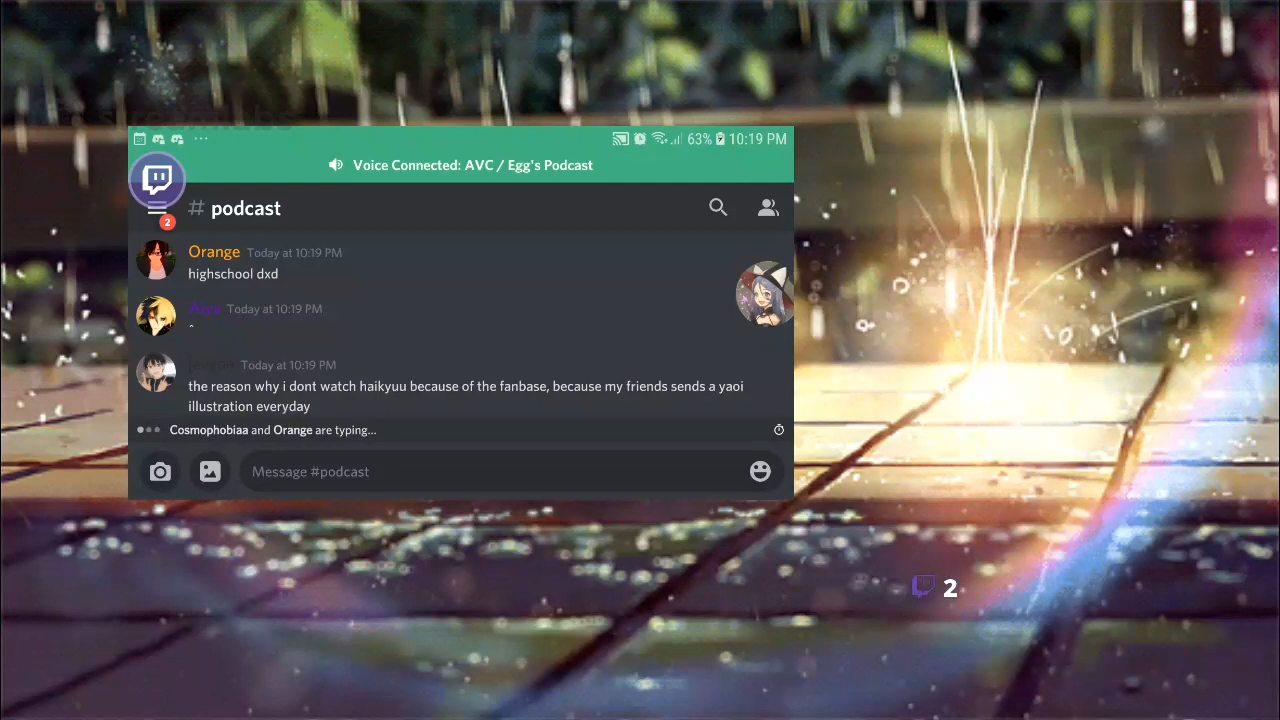 63% 10:19 PM
Voice Connected: AVC / Egg's Podcast
2
# podcast
Orange Today at 10:19 PM
highschool dxd
Today at 10:19 PM
^
Today at 10:19 PM
the reason why i dont watch haikyuu because of the fanbase, because my friends sends a yaoi
illustration everyday
Cosmophobiaa and Orange are typing...
Message #podcast
2